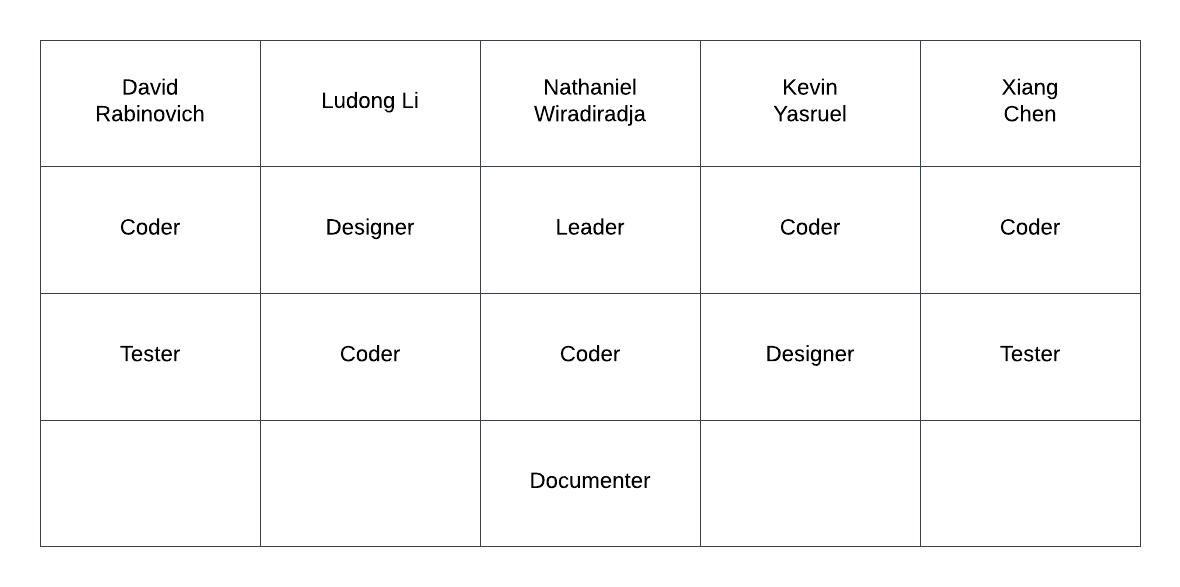 David
Rabinovich
Ludong Li
Nathaniel
Wiradiradja
Kevin
Yasruel
Xiang
Chen
Coder
Designer
Leader
Coder
Coder
Tester
Coder
Coder
Designer
Tester
Documenter